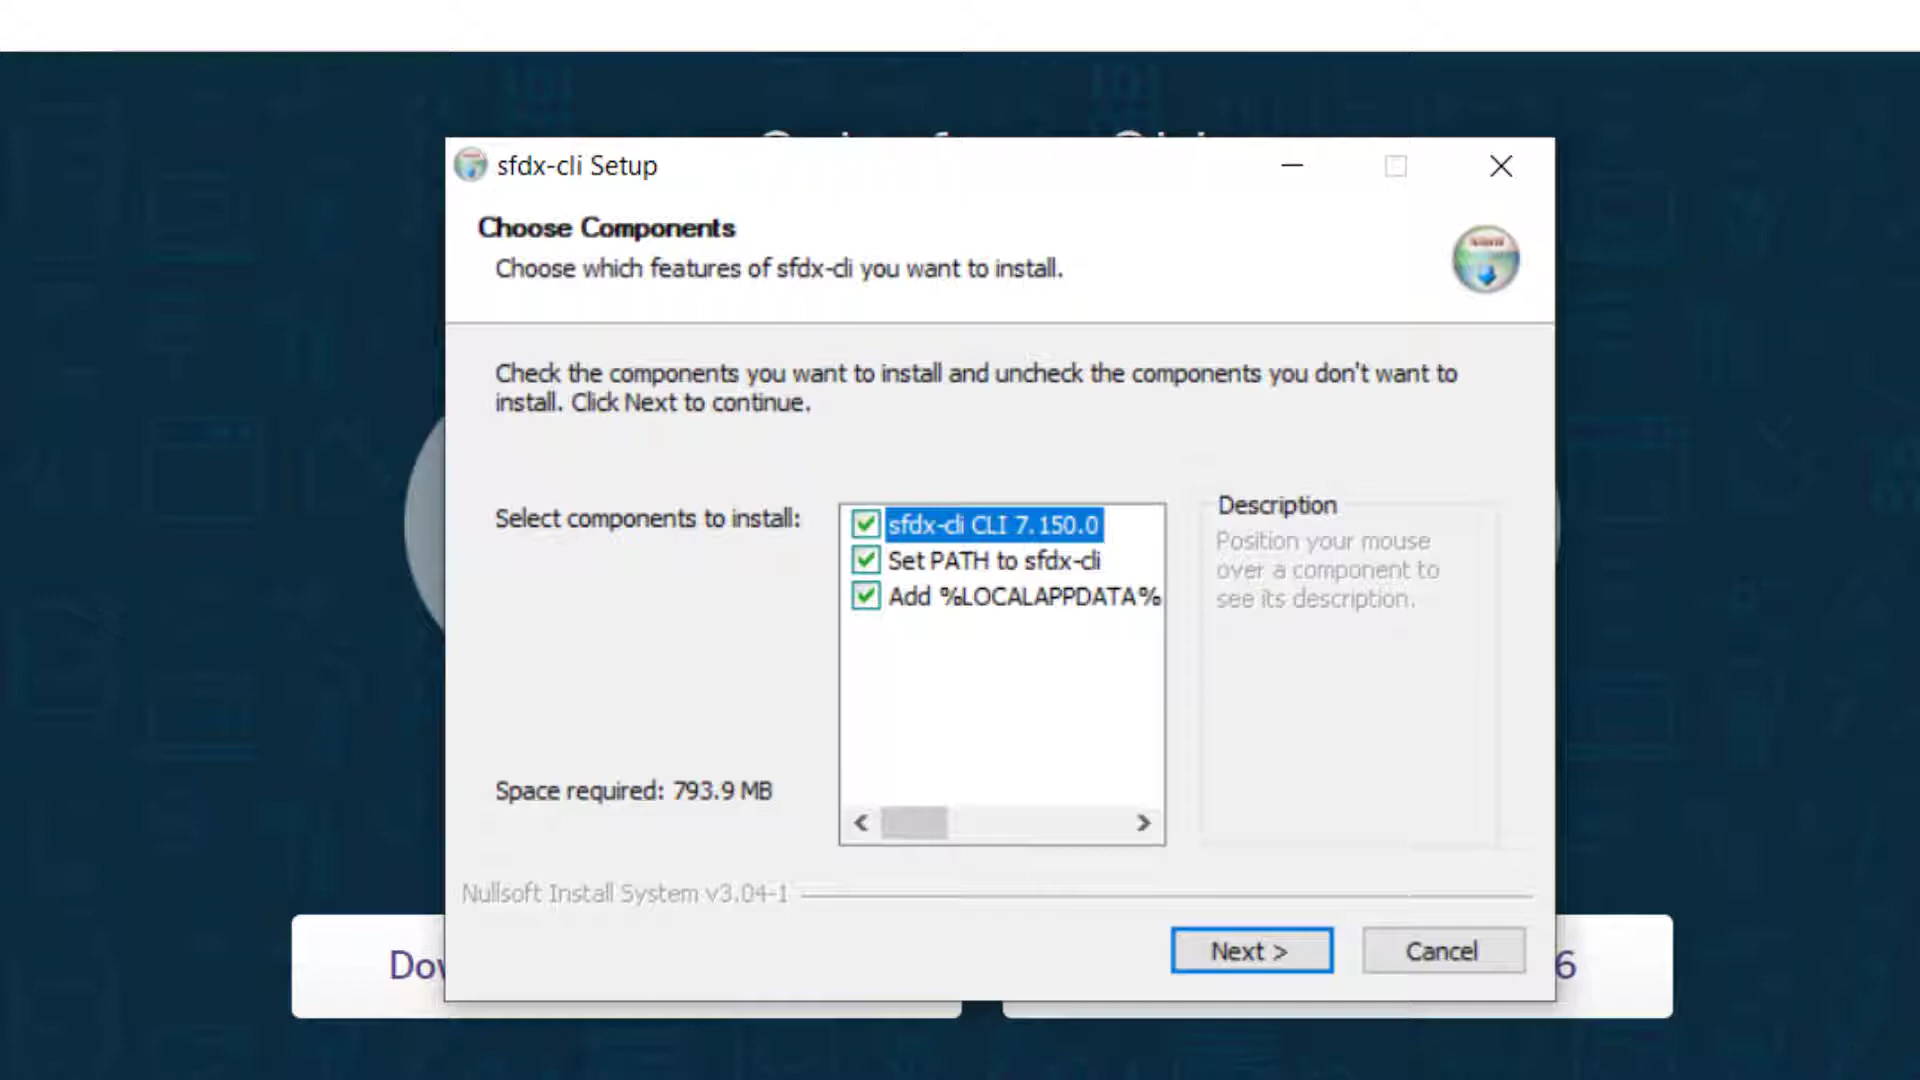 sfdx-cli Setup
Choose Components
Choose which features of sfdx-cli you want to install.
Check the components you want to install and uncheck the components you don't want to
install. Click Next to continue.
Select components to install:
sfdx-cli CLI 7.150.0
Set PATH to sfdx-cli
Add %LOCALAPPDATA%
Description
Position your mouse
over a component to
see its description.
Space required: 793.9 MB
Nullsoft Install System v3.04-1
Next >
Cancel
6